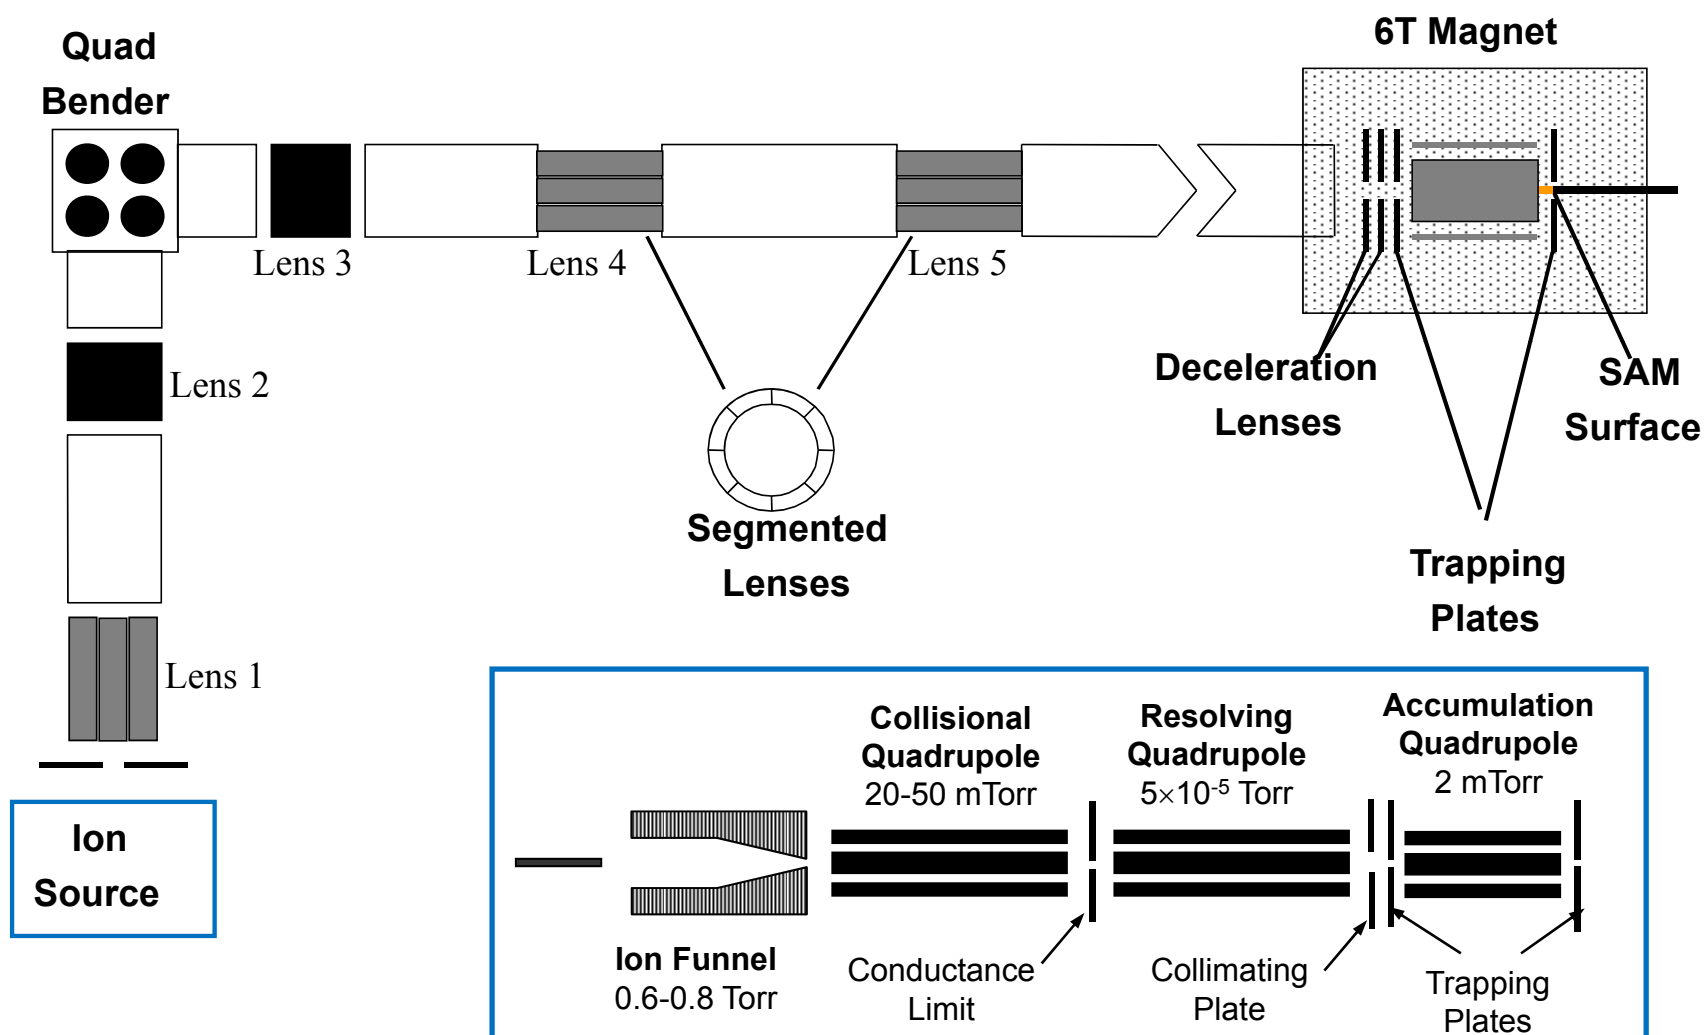 Quad
Bender
6T Magnet
Lens 3
Lens 4
Lens 5
Lens 2
Deceleration
Lenses
SAM
Surface
Segmented
Lenses
Trapping
Plates
Lens 1
Ion
Source
Collisional
Quadrupole
20-50 mTorr
Resolving
Quadrupole
5×10⁻⁵ Torr
Accumulation
Quadrupole
2 mTorr
Ion Funnel
0.6-0.8 Torr
Conductance
Limit
Collimating
Plate
Trapping
Plates